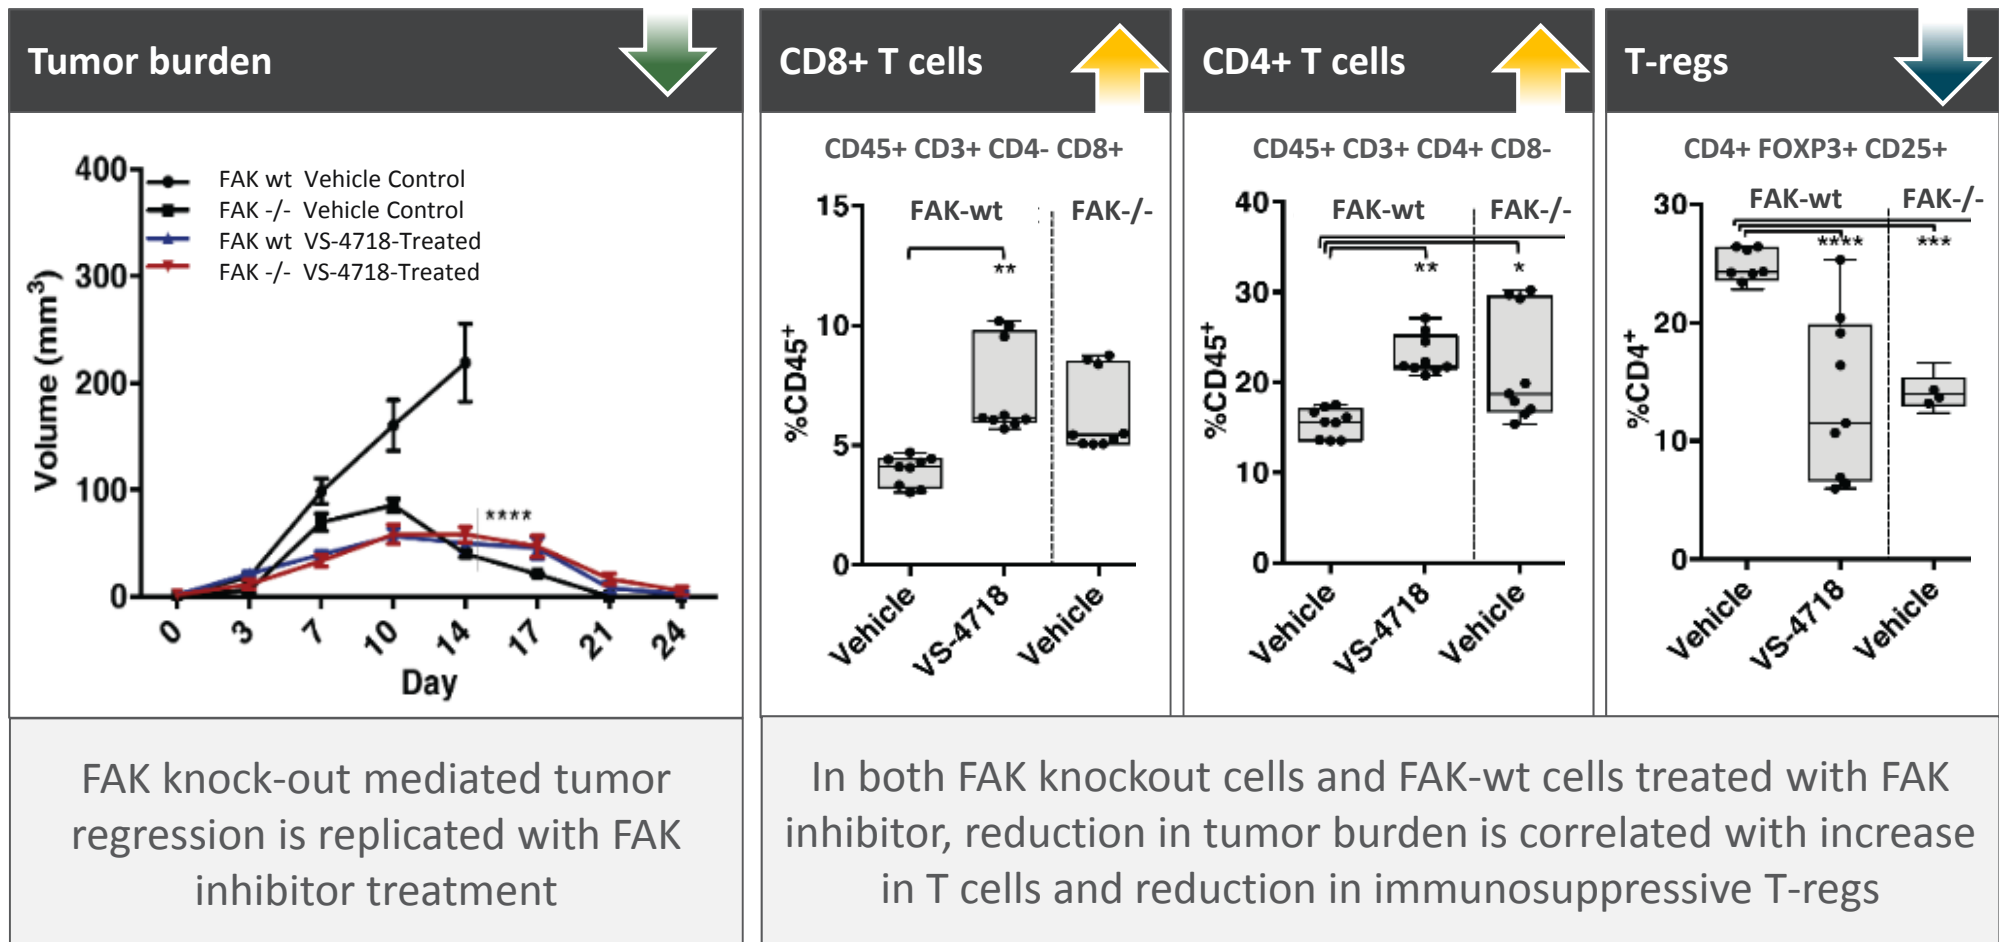 Tumor burden
400
300
200
100
0
Volume (mm³)
FAK wt Vehicle Control
FAK -/- Vehicle Control
FAK wt VS-4718-Treated
FAK -/- VS-4718-Treated
****
0 3 7 10 14 17 21 24
Day
FAK knock-out mediated tumor
regression is replicated with FAK
inhibitor treatment
CD8+ T cells
CD45+ CD3+ CD4- CD8+
15
10
5
0
%CD45⁺
FAK-wt FAK-/-
**
Vehicle VS-4718 Vehicle
CD4+ T cells
CD45+ CD3+ CD4+ CD8-
40
30
20
10
0
%CD45⁺
FAK-wt FAK-/-
** *
Vehicle VS-4718 Vehicle
T-regs
CD4+ FOXP3+ CD25+
30
20
10
0
%CD4⁺
FAK-wt FAK-/-
**** ***
Vehicle VS-4718 Vehicle
In both FAK knockout cells and FAK-wt cells treated with FAK
inhibitor, reduction in tumor burden is correlated with increase
in T cells and reduction in immunosuppressive T-regs